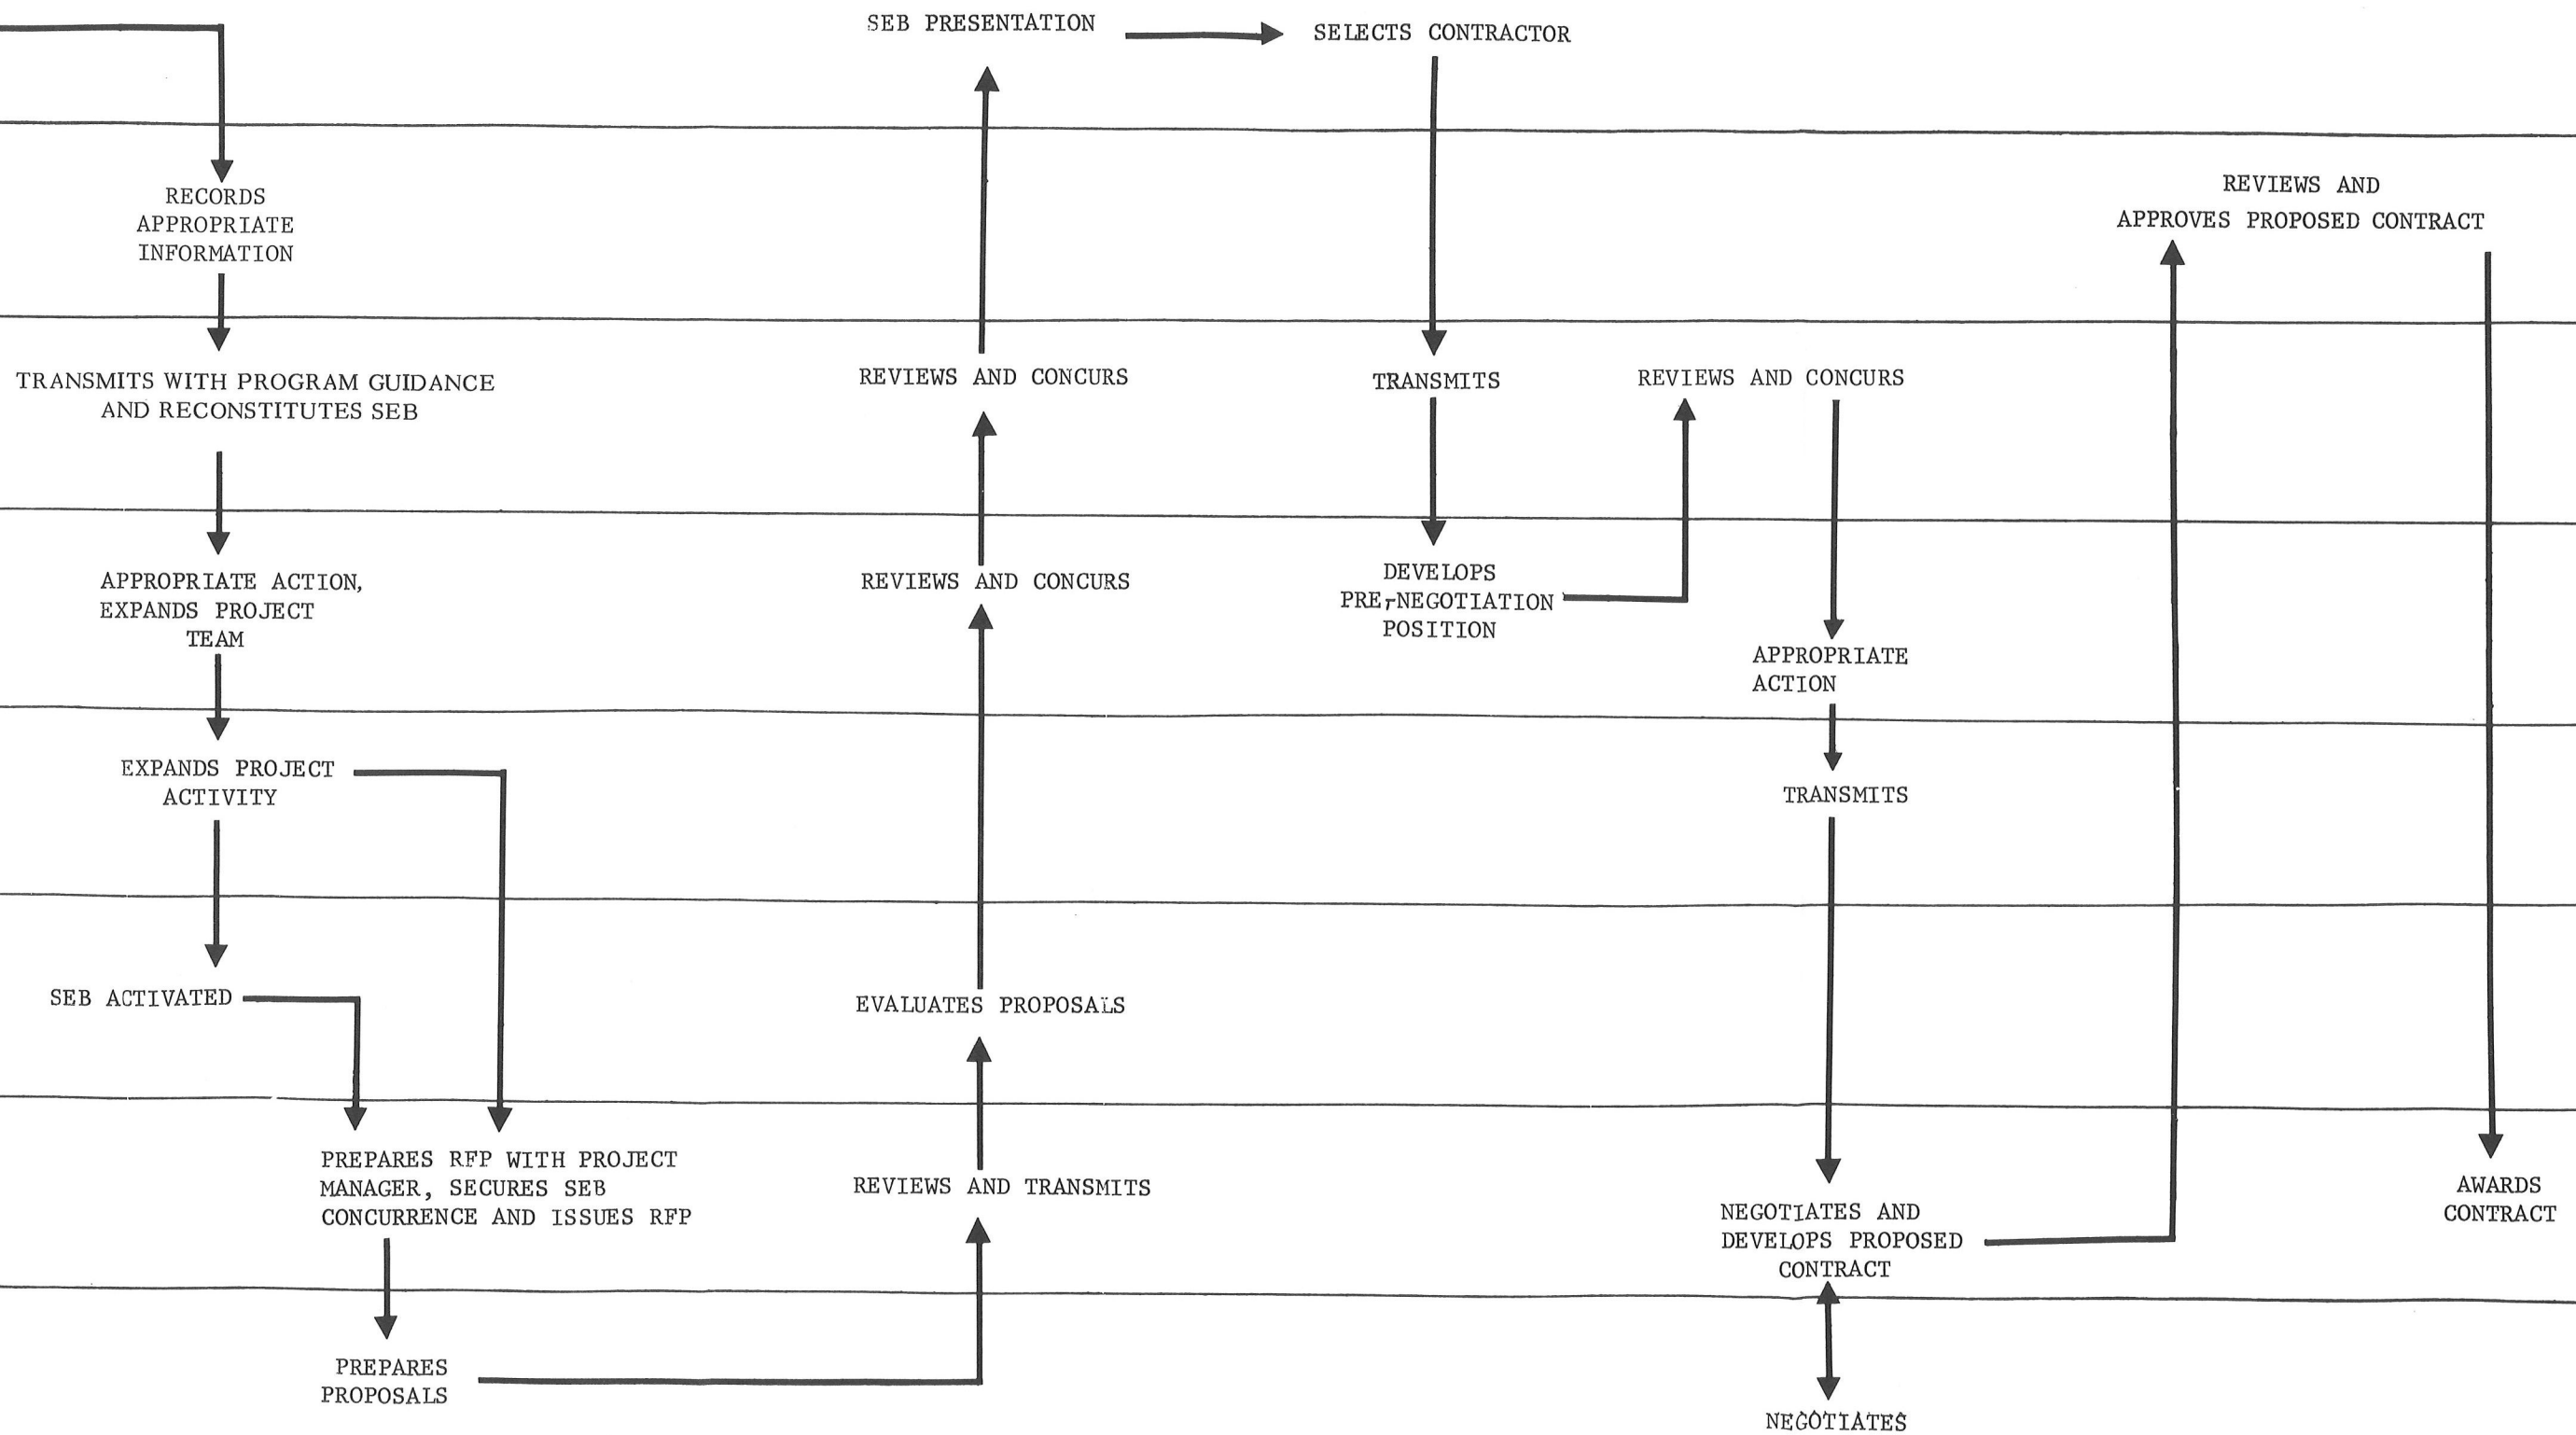 SEB PRESENTATION
SELECTS CONTRACTOR
RECORDS
APPROPRIATE
INFORMATION
REVIEWS AND
APPROVES PROPOSED CONTRACT
TRANSMITS WITH PROGRAM GUIDANCE
AND RECONSTITUTES SEB
REVIEWS AND CONCURS
TRANSMITS
REVIEWS AND CONCURS
APPROPRIATE ACTION,
EXPANDS PROJECT
TEAM
REVIEWS AND CONCURS
DEVELOPS
PRE-NEGOTIATION
POSITION
APPROPRIATE
ACTION
EXPANDS PROJECT
ACTIVITY
TRANSMITS
SEB ACTIVATED
EVALUATES PROPOSALS
PREPARES RFP WITH PROJECT
MANAGER, SECURES SEB
CONCURRENCE AND ISSUES RFP
REVIEWS AND TRANSMITS
NEGOTIATES AND
DEVELOPS PROPOSED
CONTRACT
AWARDS
CONTRACT
PREPARES
PROPOSALS
NEGOTIATES